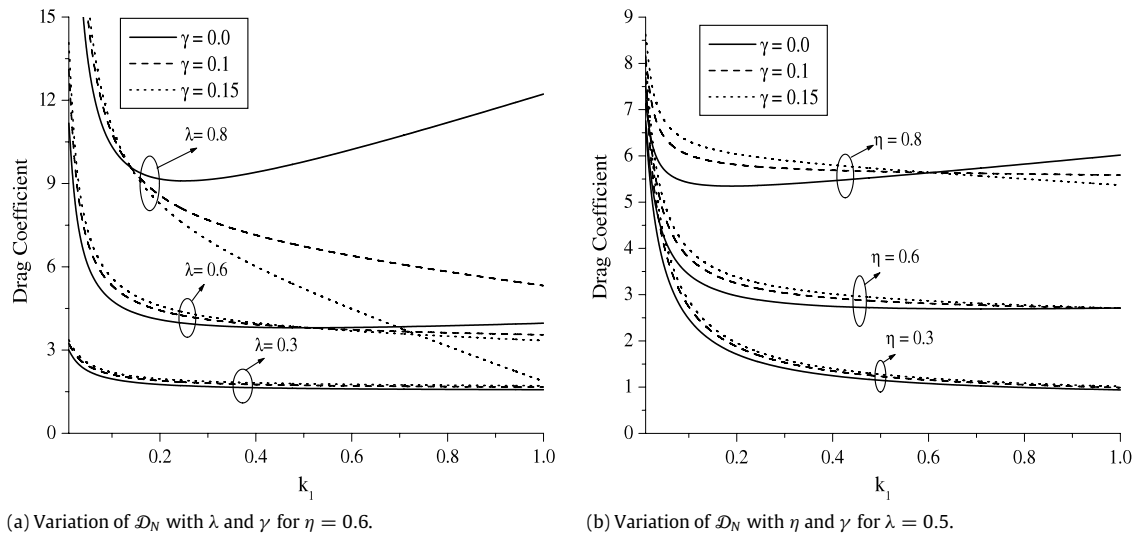 15
12
9
6
3
0
Drag Coefficient
γ = 0.0
γ = 0.1
γ = 0.15
λ= 0.8
λ= 0.6
λ= 0.3
0.2
0.4
0.6
0.8
1.0
k₁
(a) Variation of 𝒟N with λ and γ for η = 0.6.
9
8
7
6
5
4
3
2
1
0
Drag Coefficient
γ = 0.0
γ = 0.1
γ = 0.15
η = 0.8
η = 0.6
η = 0.3
0.2
0.4
0.6
0.8
1.0
k₁
(b) Variation of 𝒟N with η and γ for λ = 0.5.